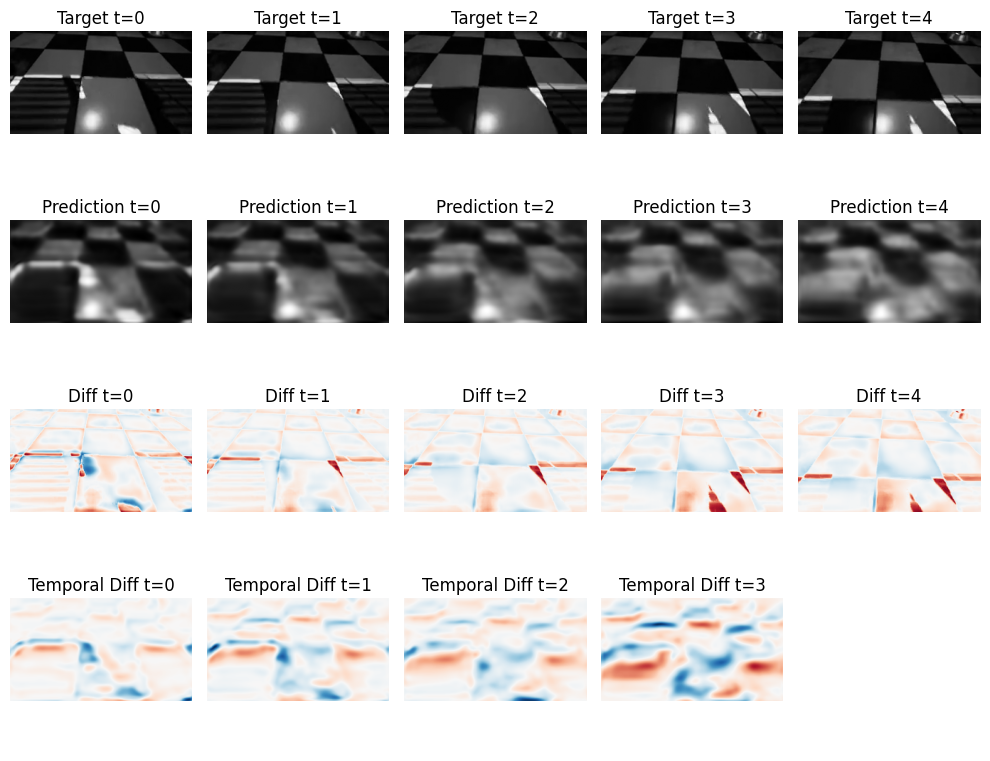 Target t=0 Target t=1 Target t=2 Target t=3 Target t=4
Prediction t=0 Prediction t=1 Prediction t=2 Prediction t=3 Prediction t=4
Diff t=0 Diff t=1 Diff t=2 Diff t=3 Diff t=4
Temporal Diff t=0 Temporal Diff t=1 Temporal Diff t=2 Temporal Diff t=3